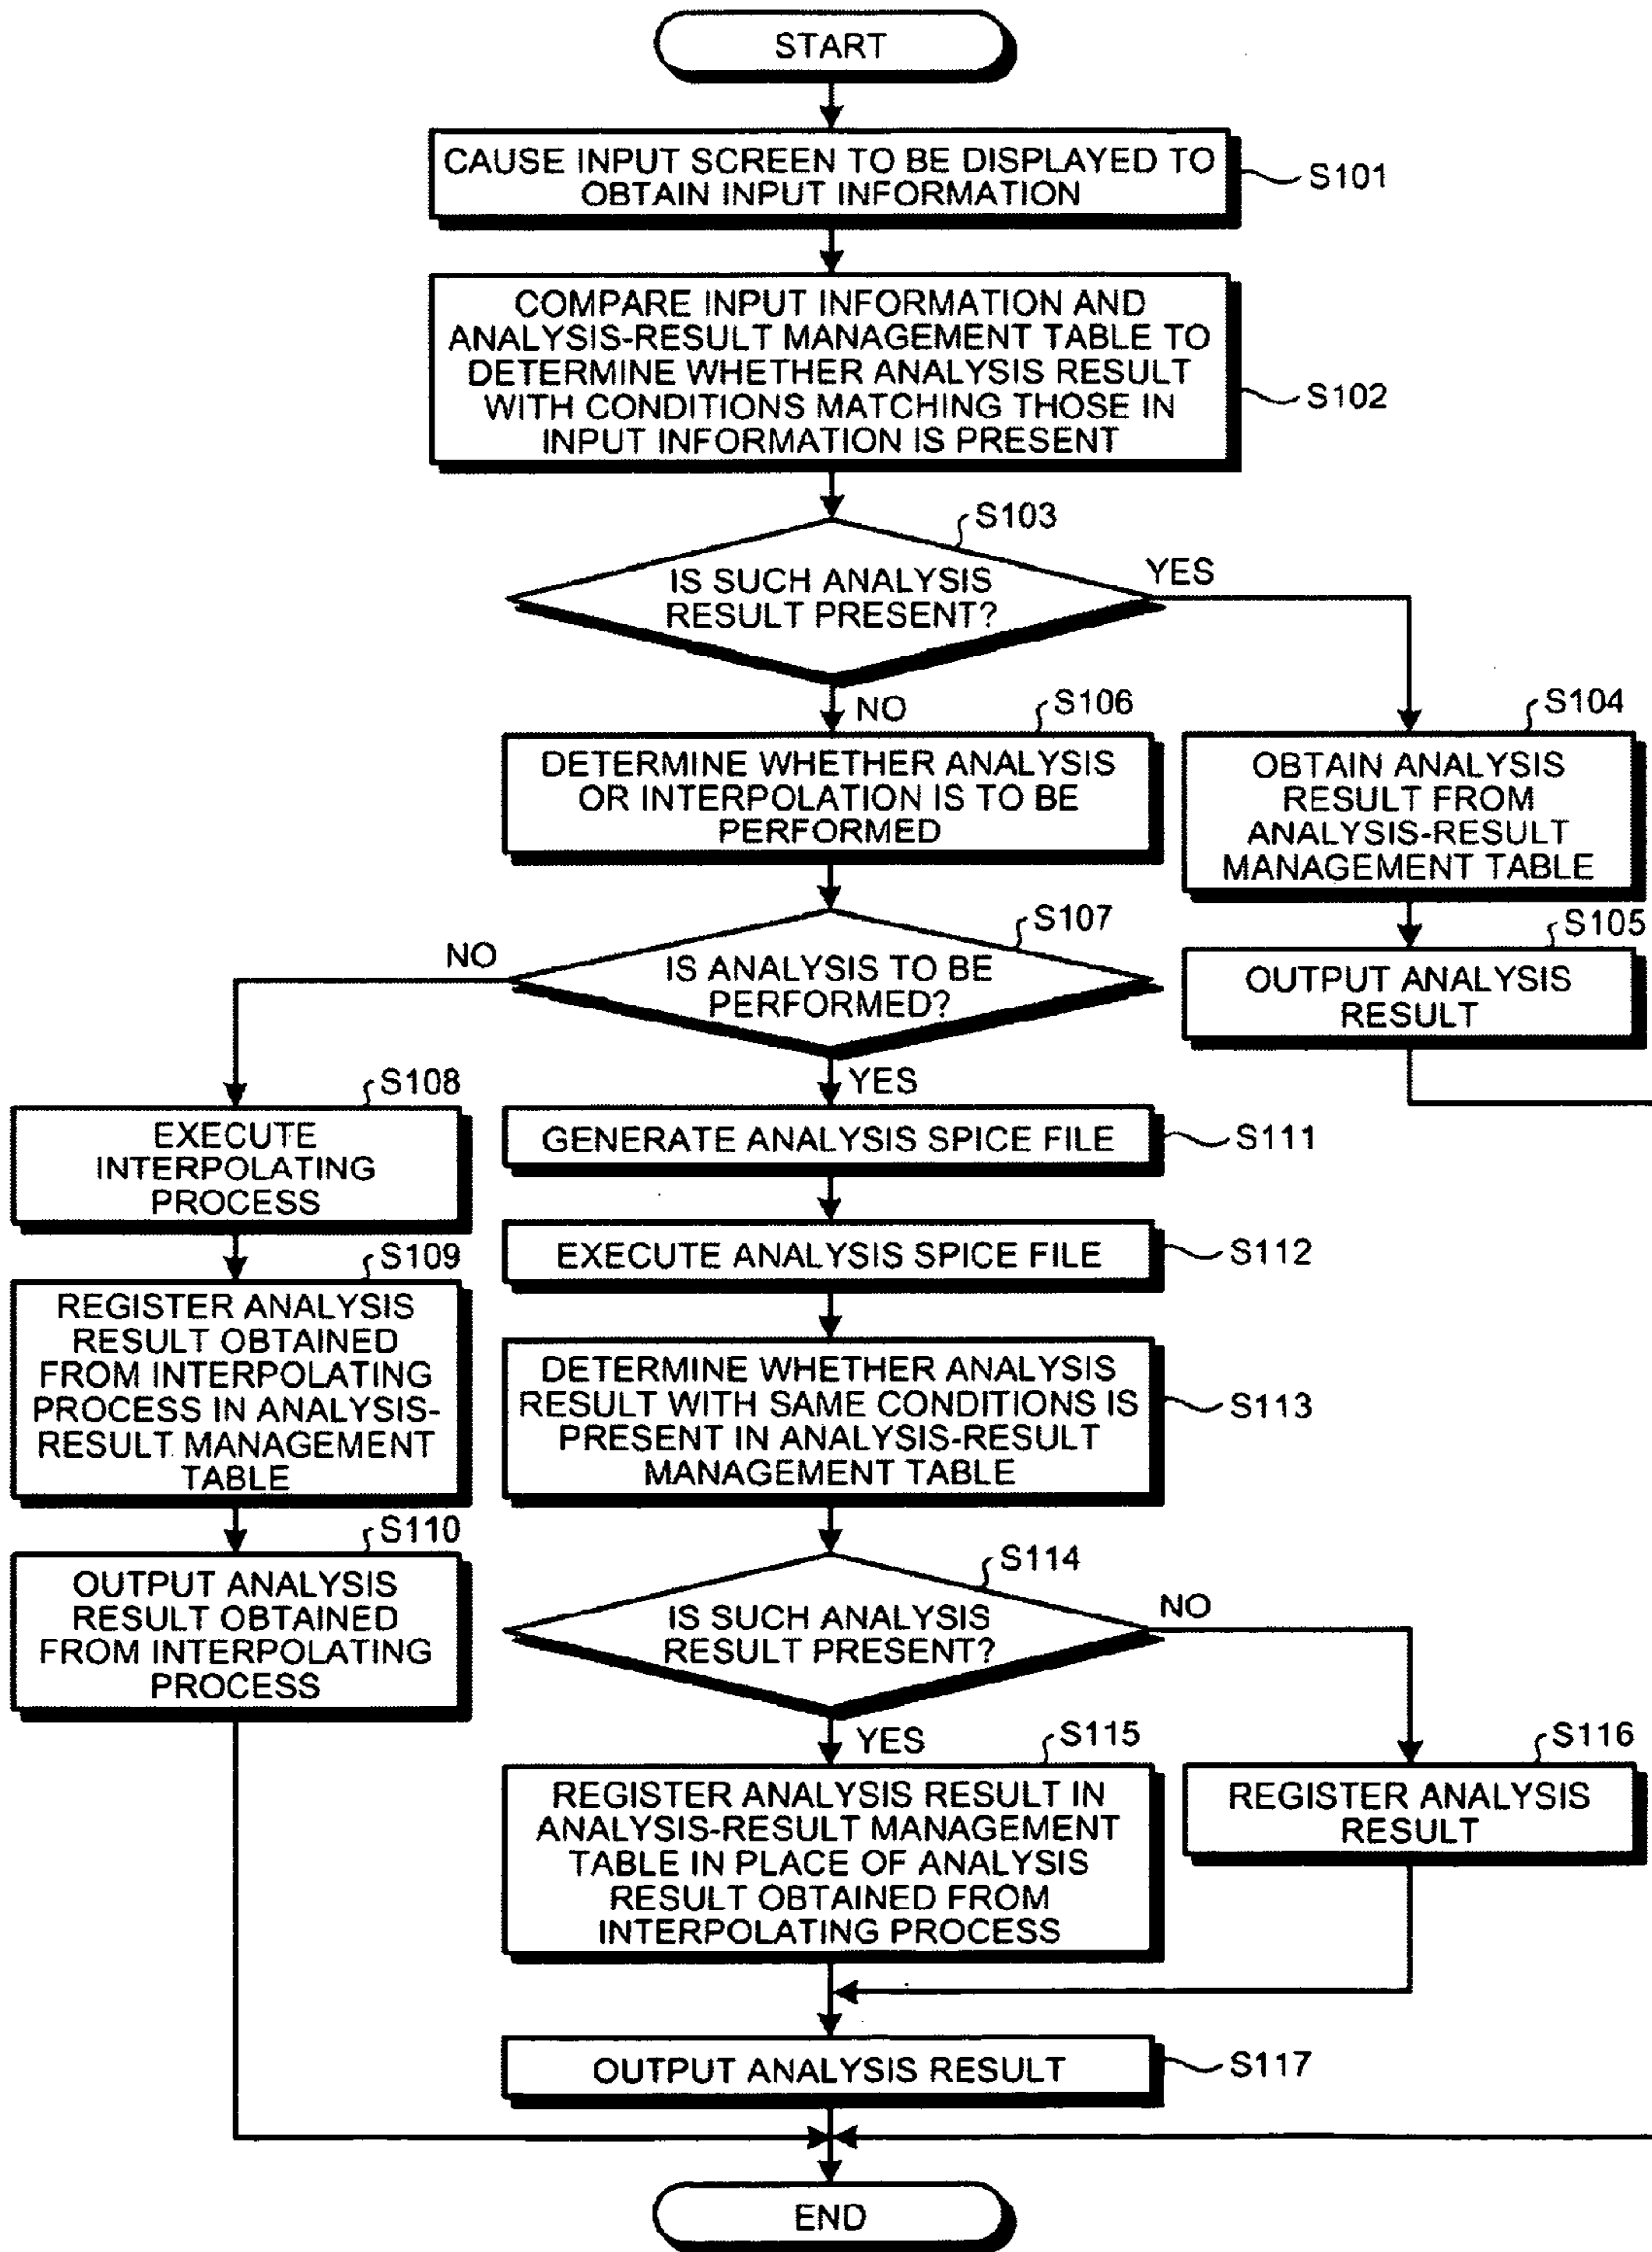 START
CAUSE INPUT SCREEN TO BE DISPLAYED TO
OBTAIN INPUT INFORMATION
S101
COMPARE INPUT INFORMATION AND
ANALYSIS-RESULT MANAGEMENT TABLE TO
DETERMINE WHETHER ANALYSIS RESULT
WITH CONDITIONS MATCHING THOSE IN
INPUT INFORMATION IS PRESENT
S102
S103
IS SUCH ANALYSIS
RESULT PRESENT?
YES
NO
S104
OBTAIN ANALYSIS
RESULT FROM
ANALYSIS-RESULT
MANAGEMENT TABLE
S105
OUTPUT ANALYSIS
RESULT
S106
DETERMINE WHETHER ANALYSIS
OR INTERPOLATION IS TO BE
PERFORMED
S107
IS ANALYSIS TO BE
PERFORMED?
NO
YES
S108
EXECUTE
INTERPOLATING
PROCESS
S109
REGISTER ANALYSIS
RESULT OBTAINED
FROM INTERPOLATING
PROCESS IN ANALYSIS-
RESULT MANAGEMENT
TABLE
S110
OUTPUT ANALYSIS
RESULT OBTAINED
FROM INTERPOLATING
PROCESS
GENERATE ANALYSIS SPICE FILE
S111
EXECUTE ANALYSIS SPICE FILE
S112
DETERMINE WHETHER ANALYSIS
RESULT WITH SAME CONDITIONS IS
PRESENT IN ANALYSIS-RESULT
MANAGEMENT TABLE
S113
S114
IS SUCH ANALYSIS
RESULT PRESENT?
NO
YES
S115
REGISTER ANALYSIS RESULT IN
ANALYSIS-RESULT MANAGEMENT
TABLE IN PLACE OF ANALYSIS
RESULT OBTAINED FROM
INTERPOLATING PROCESS
S116
REGISTER ANALYSIS
RESULT
OUTPUT ANALYSIS RESULT
S117
END